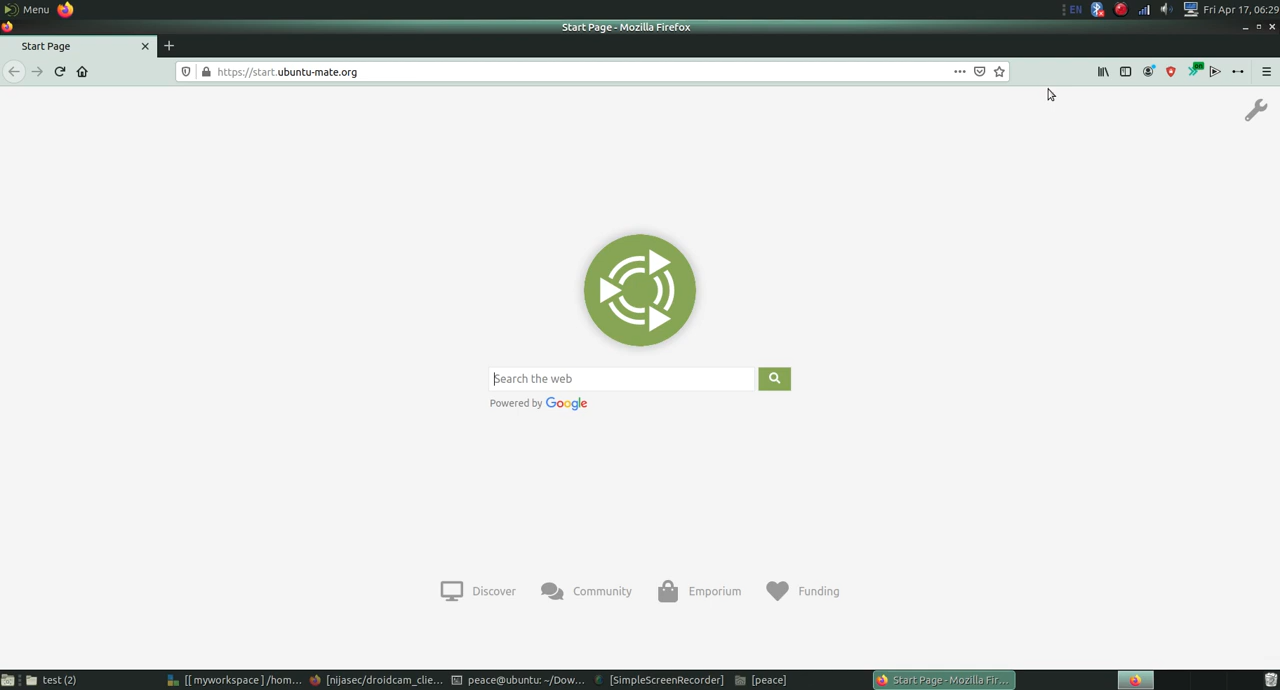 Menu
EN
Fri Apr 17, 06:29
Start Page - Mozilla Firefox
Start Page
https://start.ubuntu-mate.org
on
Search the web
Powered by Google
Discover
Community
Emporium
Funding
test (2)
[[ myworkspace ] /hom...
[nijasec/droidcam_clie...
peace@ubuntu: ~/Dow...
[SimpleScreenRecorder]
[peace]
Start Page - Mozilla Fir...